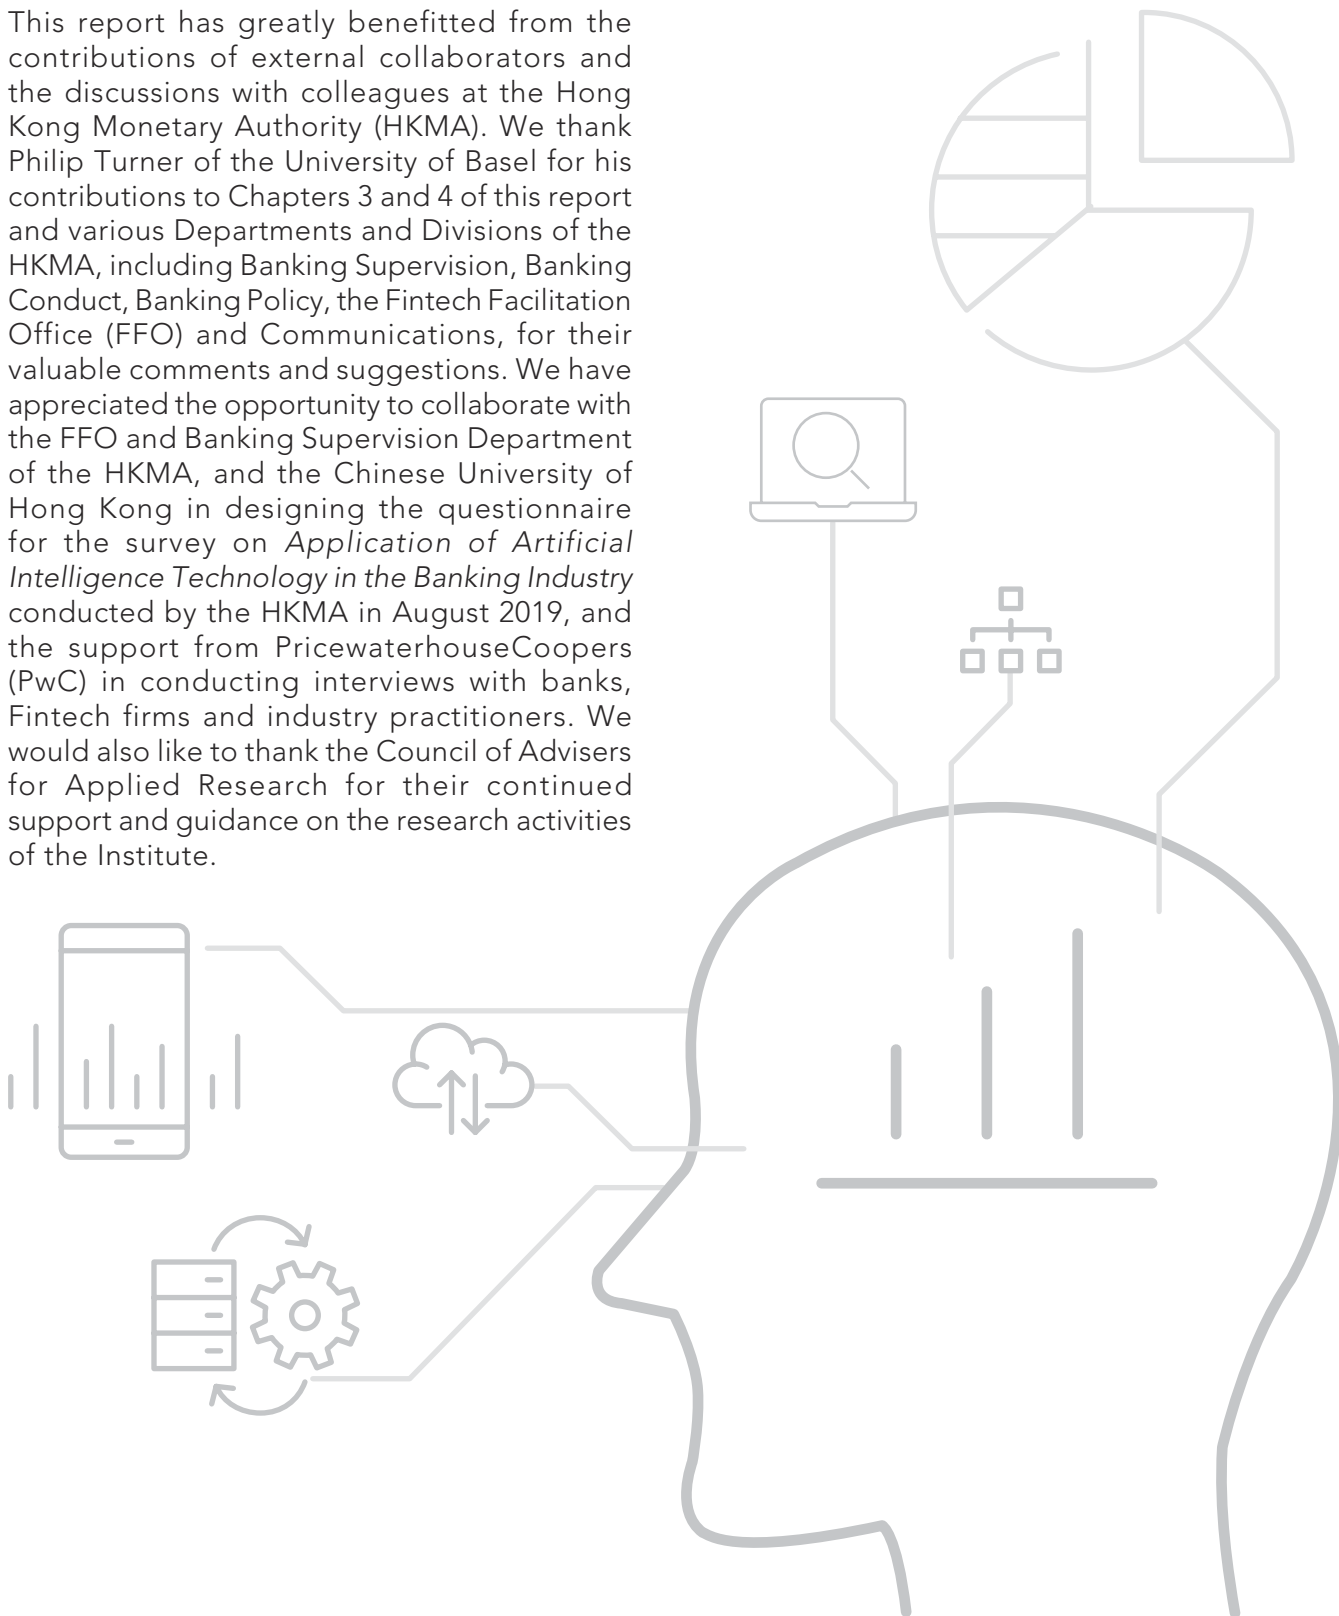 This report has greatly benefitted from the
contributions of external collaborators and
the discussions with colleagues at the Hong
Kong Monetary Authority (HKMA). We thank
Philip Turner of the University of Basel for his
contributions to Chapters 3 and 4 of this report
and various Departments and Divisions of the
HKMA, including Banking Supervision, Banking
Conduct, Banking Policy, the Fintech Facilitation
Office (FFO) and Communications, for their
valuable comments and suggestions. We have
appreciated the opportunity to collaborate with
the FFO and Banking Supervision Department
of the HKMA, and the Chinese University of
Hong Kong in designing the questionnaire
for the survey on Application of Artificial
Intelligence Technology in the Banking Industry
conducted by the HKMA in August 2019, and
the support from PricewaterhouseCoopers
(PwC) in conducting interviews with banks,
Fintech firms and industry practitioners. We
would also like to thank the Council of Advisers
for Applied Research for their continued
support and guidance on the research activities
of the Institute.